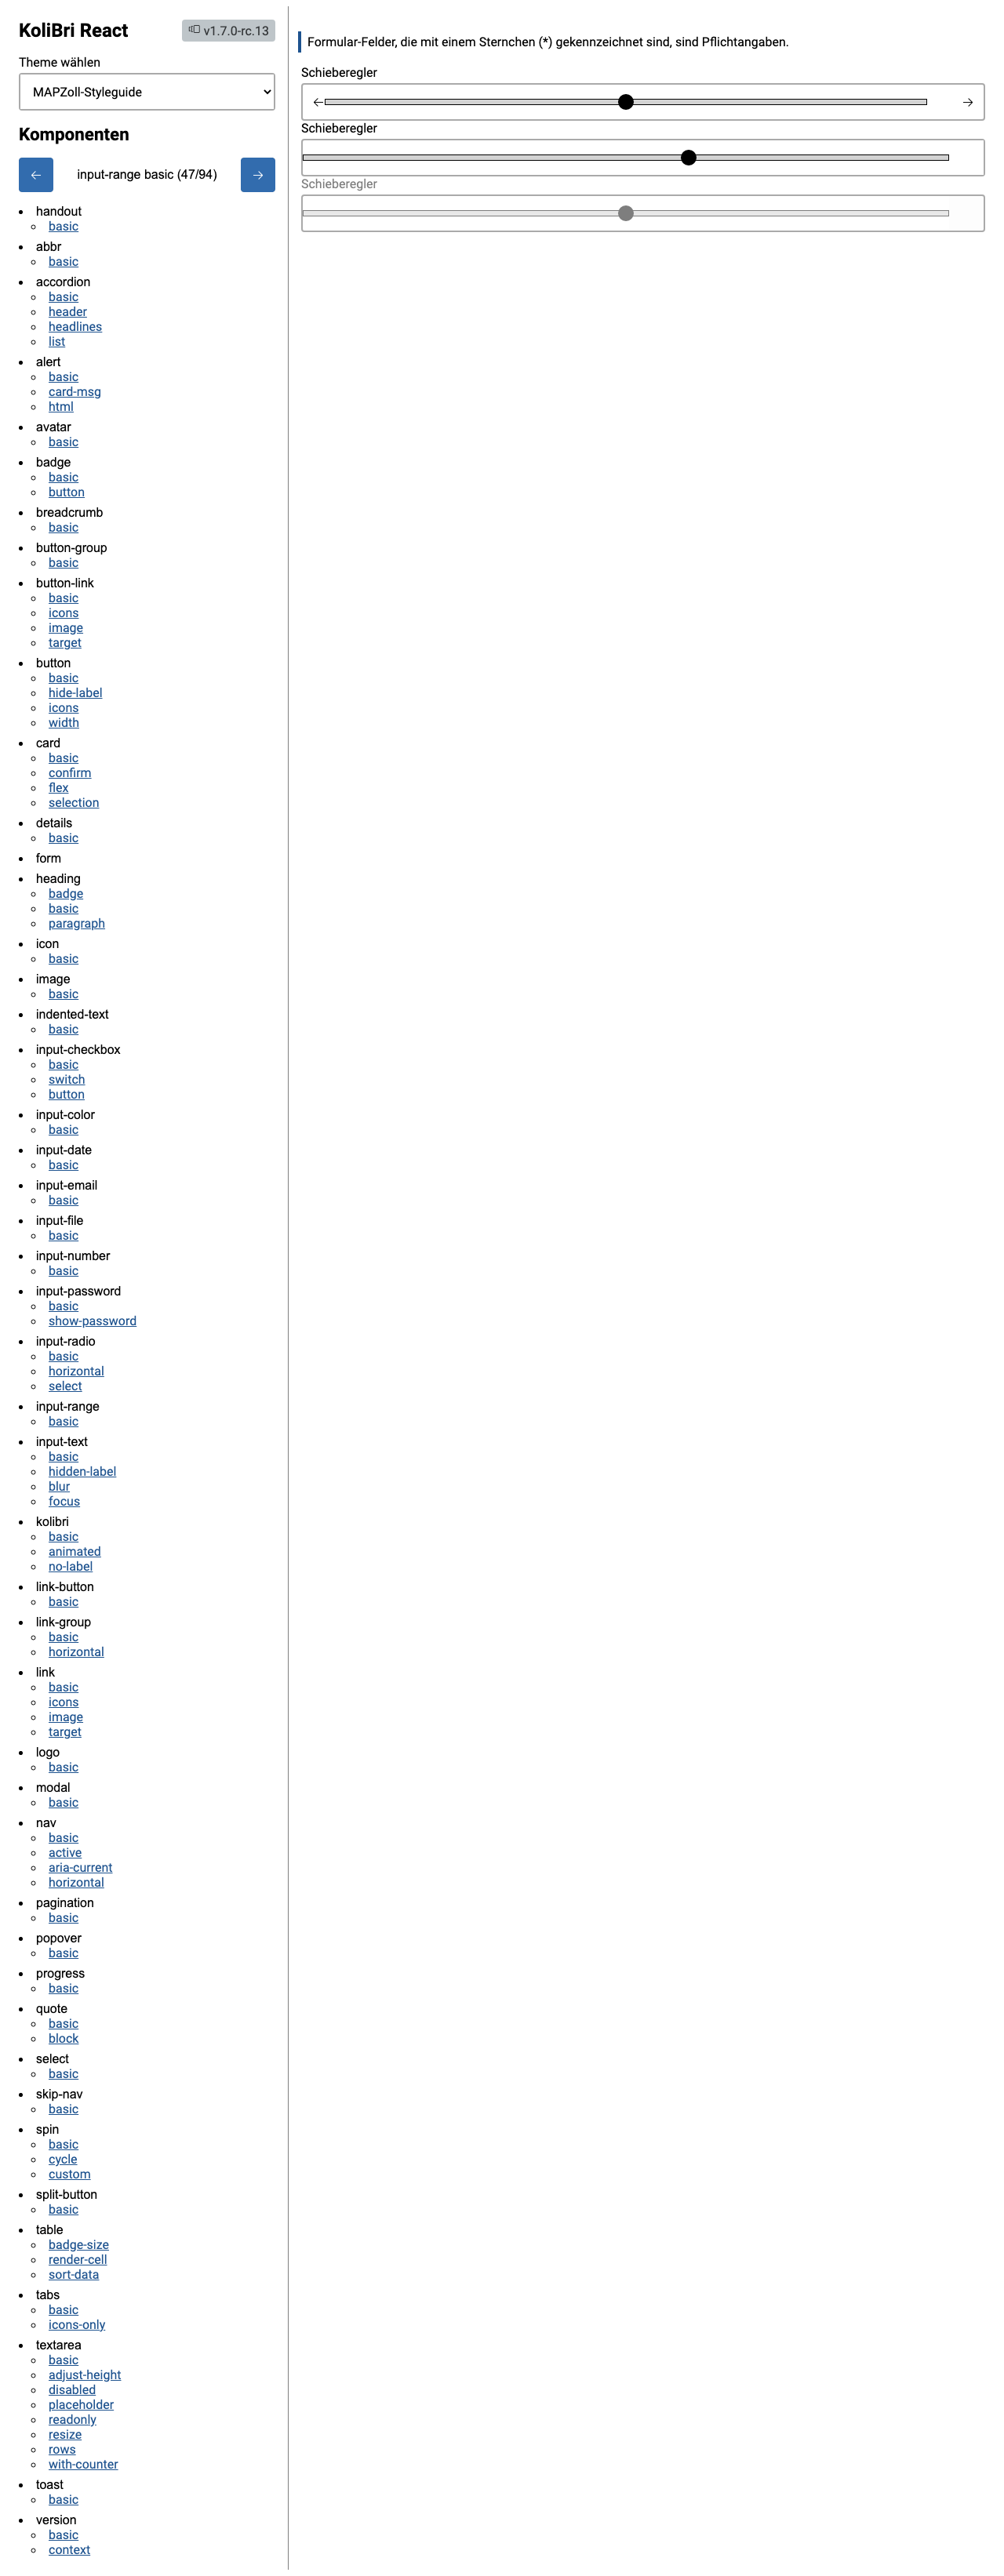 KoliBri React
v1.7.0-rc.13
Theme wählen
MAPZoll-Styleguide
Komponenten
input-range basic (47/94)
handout
basic
abbr
basic
accordion
basic
header
headlines
list
alert
basic
card-msg
html
avatar
basic
badge
basic
button
breadcrumb
basic
button-group
basic
button-link
basic
icons
image
target
button
basic
hide-label
icons
width
card
basic
confirm
flex
selection
details
basic
form
heading
badge
basic
paragraph
icon
basic
image
basic
indented-text
basic
input-checkbox
basic
switch
button
input-color
basic
input-date
basic
input-email
basic
input-file
basic
input-number
basic
input-password
basic
show-password
input-radio
basic
horizontal
select
input-range
basic
input-text
basic
hidden-label
blur
focus
kolibri
basic
animated
no-label
link-button
basic
link-group
basic
horizontal
link
basic
icons
image
target
logo
basic
modal
basic
nav
basic
active
aria-current
horizontal
pagination
basic
popover
basic
progress
basic
quote
basic
block
select
basic
skip-nav
basic
spin
basic
cycle
custom
split-button
basic
table
badge-size
render-cell
sort-data
tabs
basic
icons-only
textarea
basic
adjust-height
disabled
placeholder
readonly
resize
rows
with-counter
toast
basic
version
basic
context
Formular-Felder, die mit einem Sternchen (*) gekennzeichnet sind, sind Pflichtangaben.
Schieberegler
Schieberegler
Schieberegler